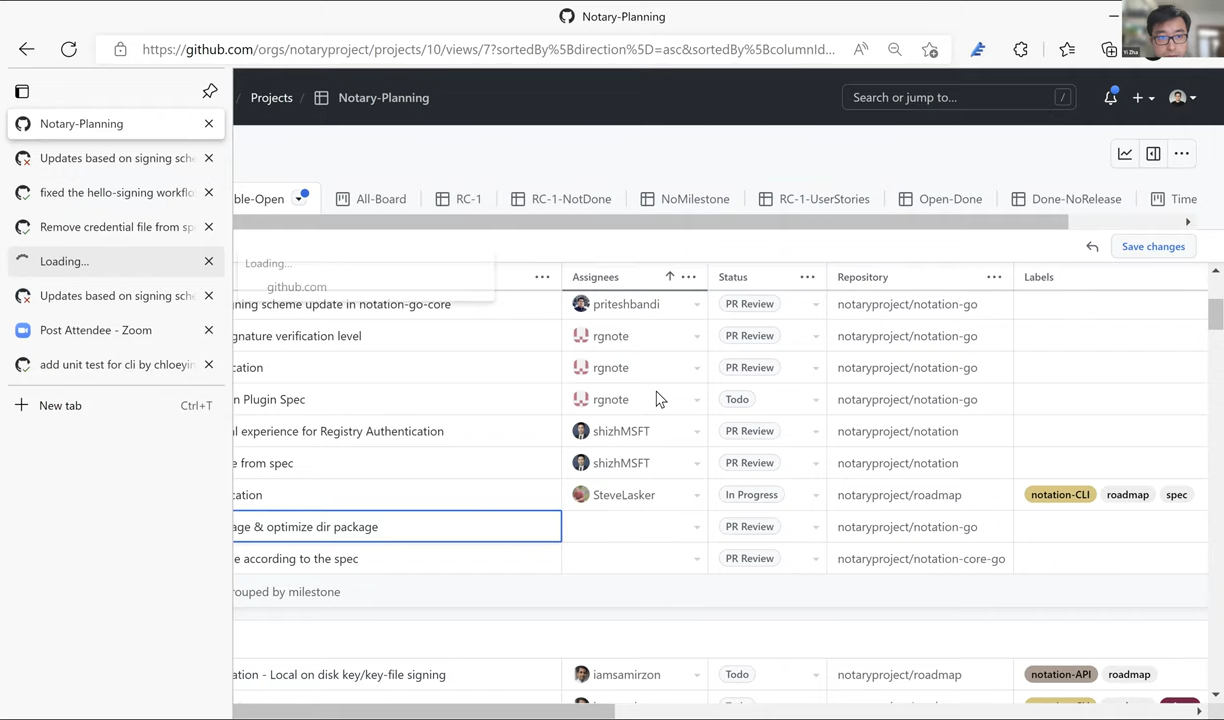 Notary-Planning
https://github.com/orgs/notaryproject/projects/10/views/7?sortedBy%5Bdirection%5D=asc&sortedBy%5BcolumnId%5D...
Yi Zha
Projects / Notary-Planning
Search or jump to... /
Notary-Planning
Updates based on signing sche
fixed the hello-signing workflo
Remove credential file from sp
Loading...
Updates based on signing sche
Post Attendee - Zoom
add unit test for cli by chloeyin
New tab Ctrl+T
ble-Open All-Board RC-1 RC-1-NotDone NoMilestone RC-1-UserStories Open-Done Done-NoRelease Time
Save changes
Loading...
github.com
Assignees Status Repository Labels
ning scheme update in notation-go-core priteshbandi PR Review notaryproject/notation-go
gnature verification level rgnote PR Review notaryproject/notation-go
cation rgnote PR Review notaryproject/notation-go
n Plugin Spec rgnote Todo notaryproject/notation-go
al experience for Registry Authentication shizhMSFT PR Review notaryproject/notation
e from spec shizhMSFT PR Review notaryproject/notation
cation SteveLasker In Progress notaryproject/roadmap notation-CLI roadmap spec
age & optimize dir package PR Review notaryproject/notation-go
e according to the spec PR Review notaryproject/notation-core-go
rouped by milestone
ation - Local on disk key/key-file signing iamsamirzon Todo notaryproject/roadmap notation-API roadmap